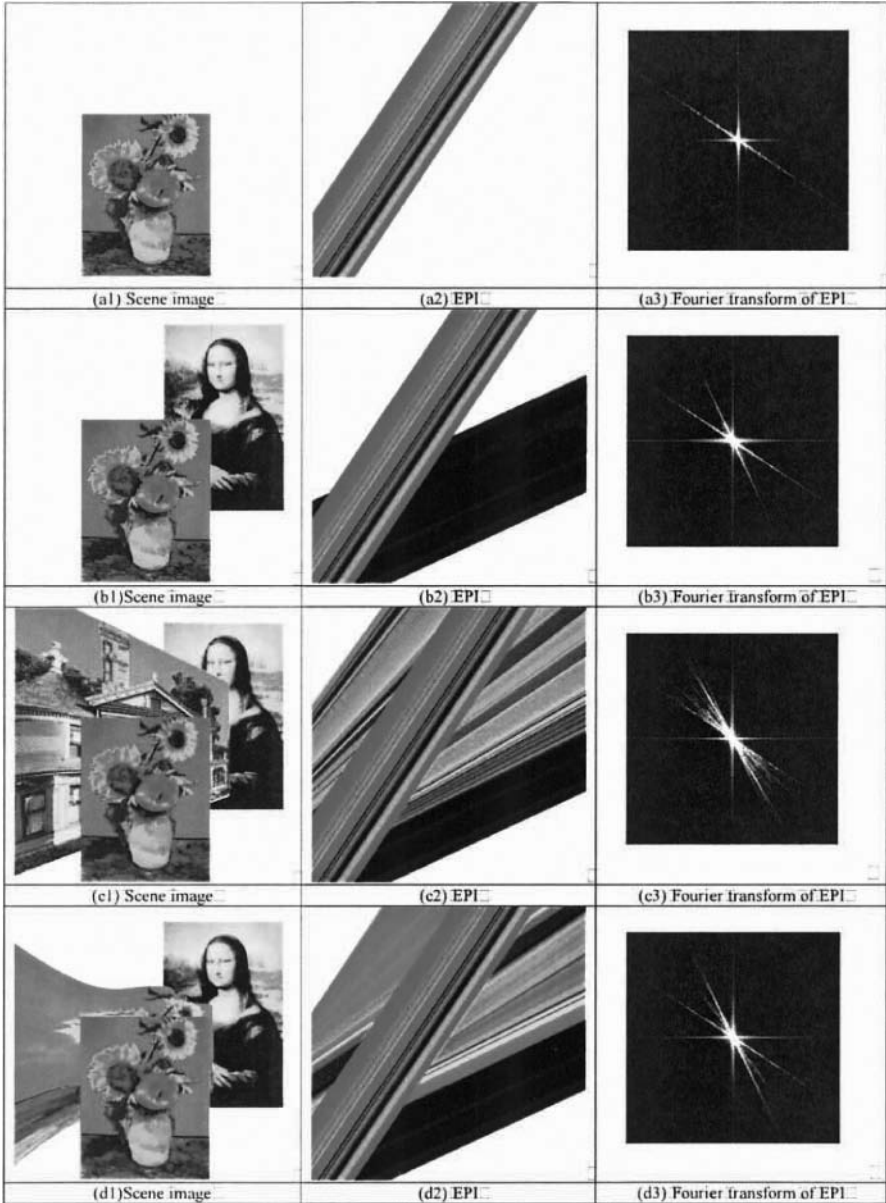 (a1) Scene image
(a2) EPI
(a3) Fourier transform of EPI
(b1)Scene image
(b2) EPI
(b3) Fourier transform of EPI
(c1) Scene image
(c2) EPI
(c3) Fourier transform of EPI
(d1)Scene image
(d2) EPI
(d3) Fourier transform of EPI